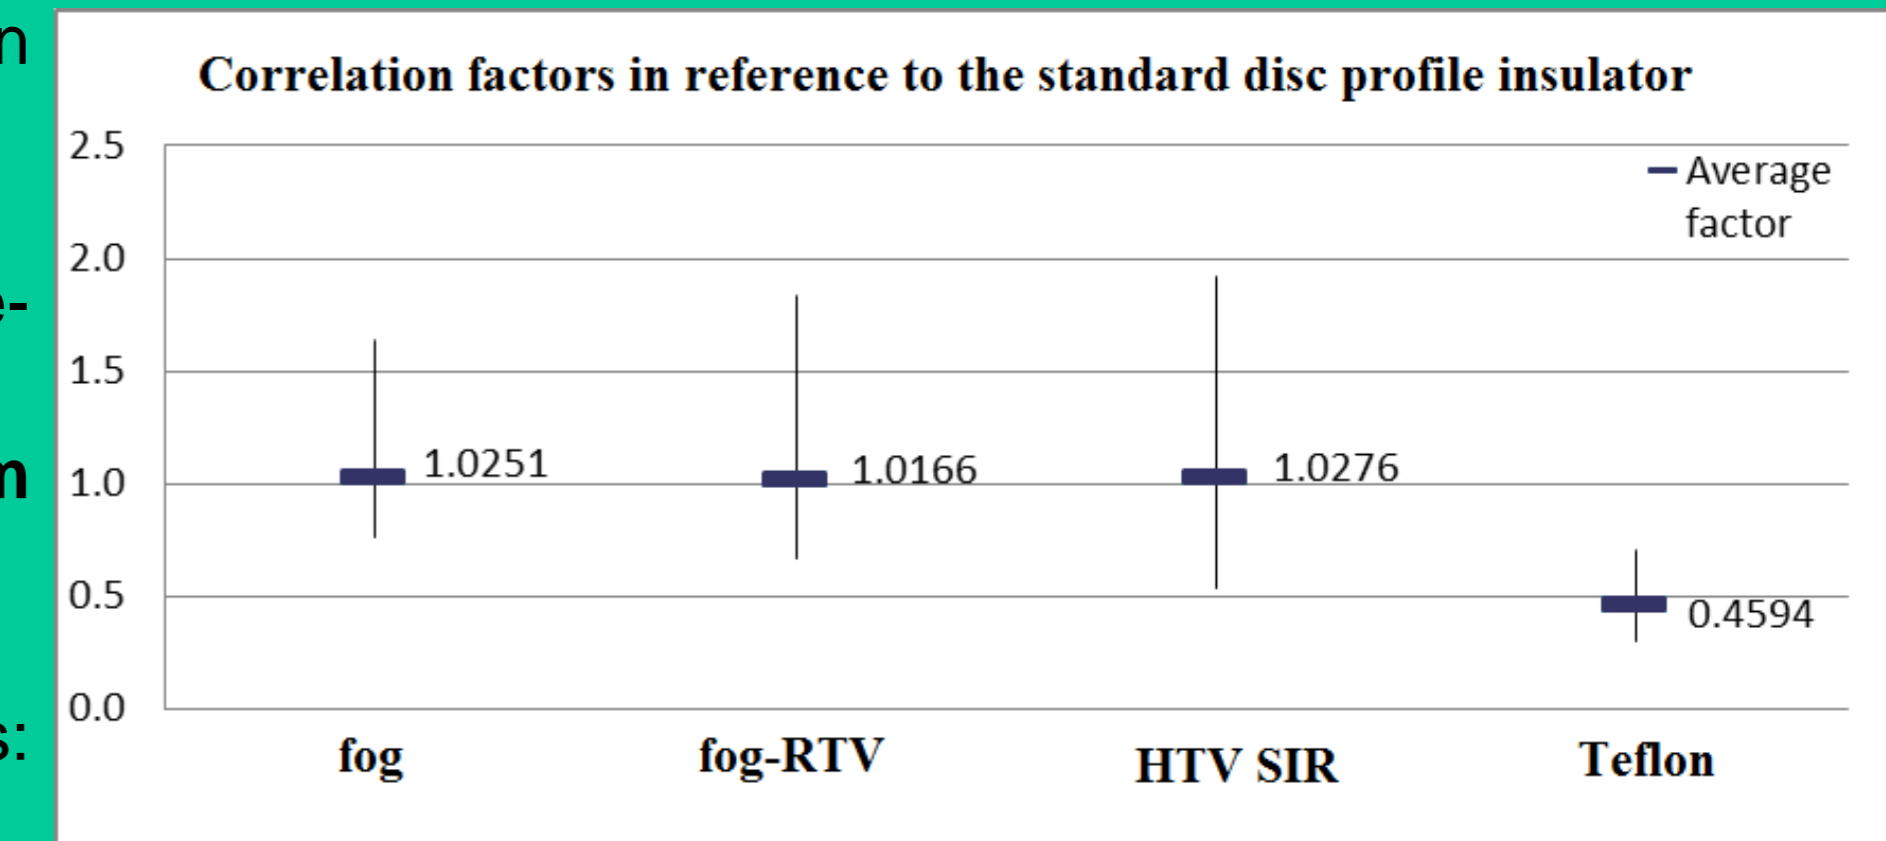 n
e-
m
s:
Correlation factors in reference to the standard disc profile insulator
2.5
2.0
1.5
1.0
0.5
0.0
Average
factor
1.0251
1.0166
1.0276
0.4594
fog
fog-RTV
HTV SIR
Teflon